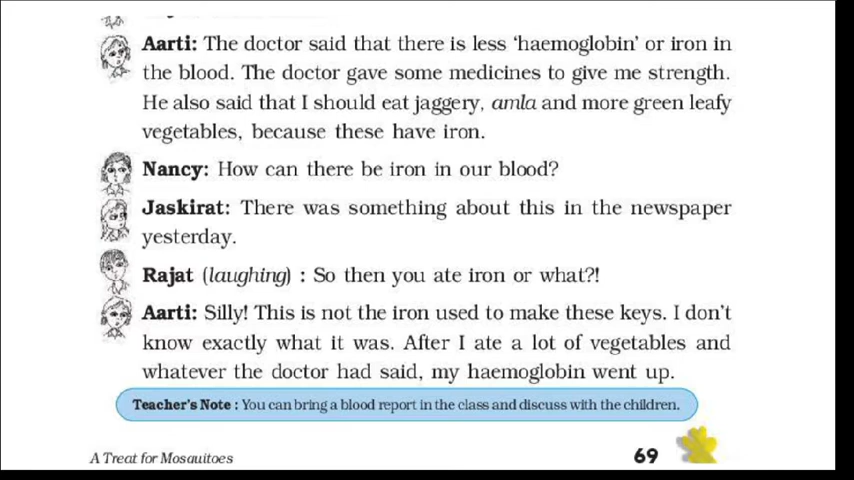 Aarti: The doctor said that there is less ‘haemoglobin’ or iron in
the blood. The doctor gave some medicines to give me strength.
He also said that I should eat jaggery, amla and more green leafy
vegetables, because these have iron.
Nancy: How can there be iron in our blood?
Jaskirat: There was something about this in the newspaper
yesterday.
Rajat (laughing) : So then you ate iron or what?!
Aarti: Silly! This is not the iron used to make these keys. I don’t
know exactly what it was. After I ate a lot of vegetables and
whatever the doctor had said, my haemoglobin went up.
Teacher’s Note : You can bring a blood report in the class and discuss with the children.
A Treat for Mosquitoes
69